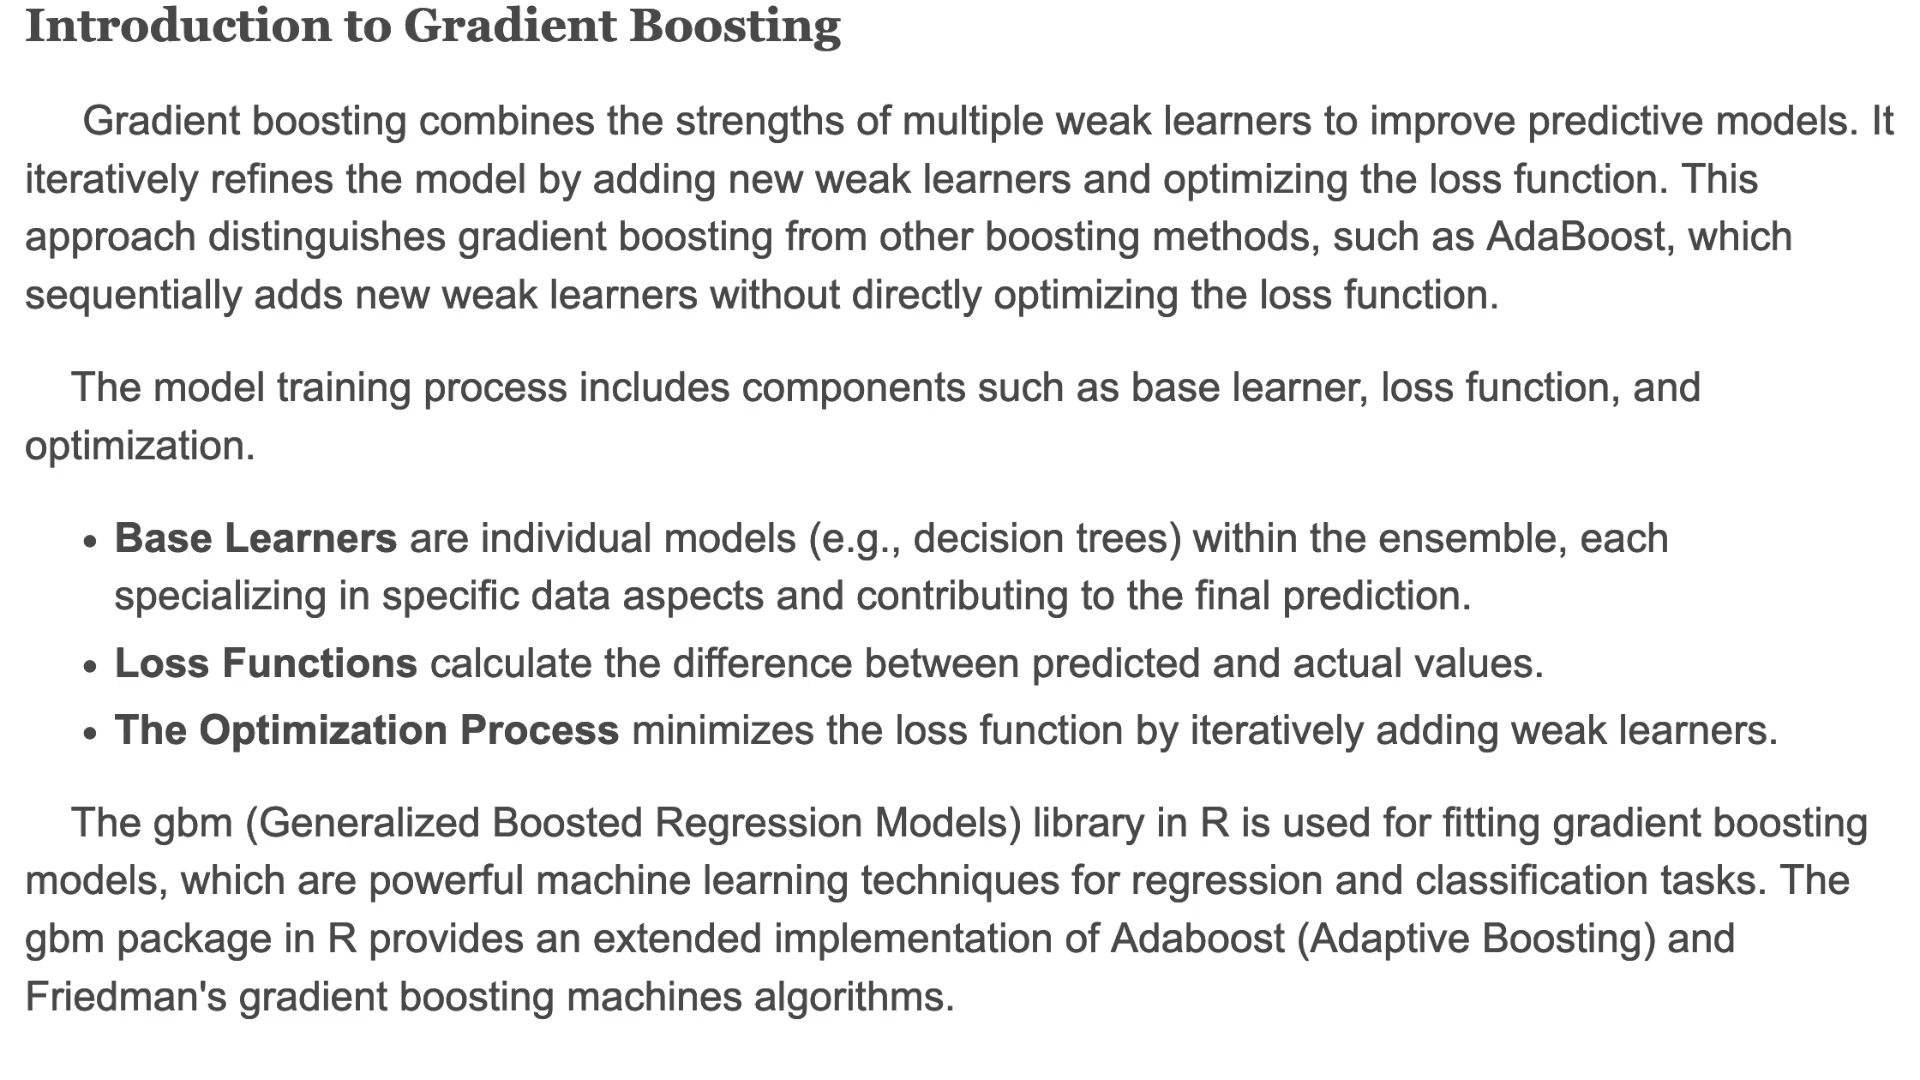 Introduction to Gradient Boosting
Gradient boosting combines the strengths of multiple weak learners to improve predictive models. It
iteratively refines the model by adding new weak learners and optimizing the loss function. This
approach distinguishes gradient boosting from other boosting methods, such as AdaBoost, which
sequentially adds new weak learners without directly optimizing the loss function.
The model training process includes components such as base learner, loss function, and
optimization.
• Base Learners are individual models (e.g., decision trees) within the ensemble, each
specializing in specific data aspects and contributing to the final prediction.
• Loss Functions calculate the difference between predicted and actual values.
• The Optimization Process minimizes the loss function by iteratively adding weak learners.
The gbm (Generalized Boosted Regression Models) library in R is used for fitting gradient boosting
models, which are powerful machine learning techniques for regression and classification tasks. The
gbm package in R provides an extended implementation of Adaboost (Adaptive Boosting) and
Friedman's gradient boosting machines algorithms.